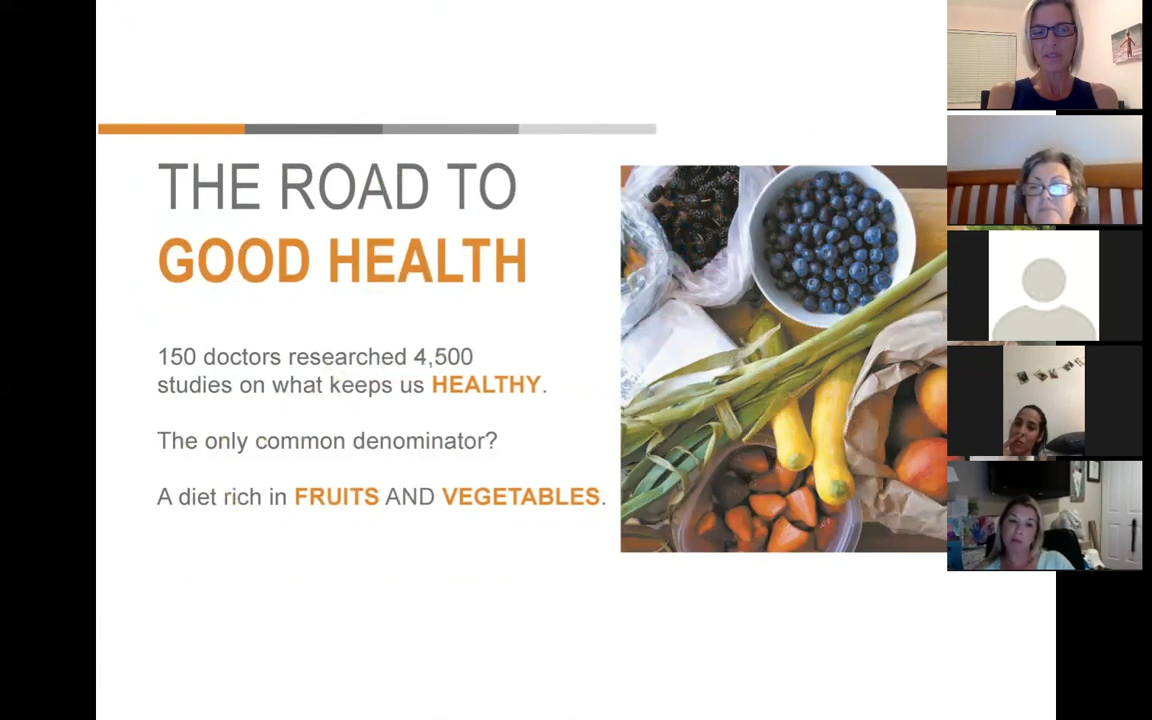 THE ROAD TO
GOOD HEALTH
150 doctors researched 4,500
studies on what keeps us HEALTHY.
The only common denominator?
A diet rich in FRUITS AND VEGETABLES.